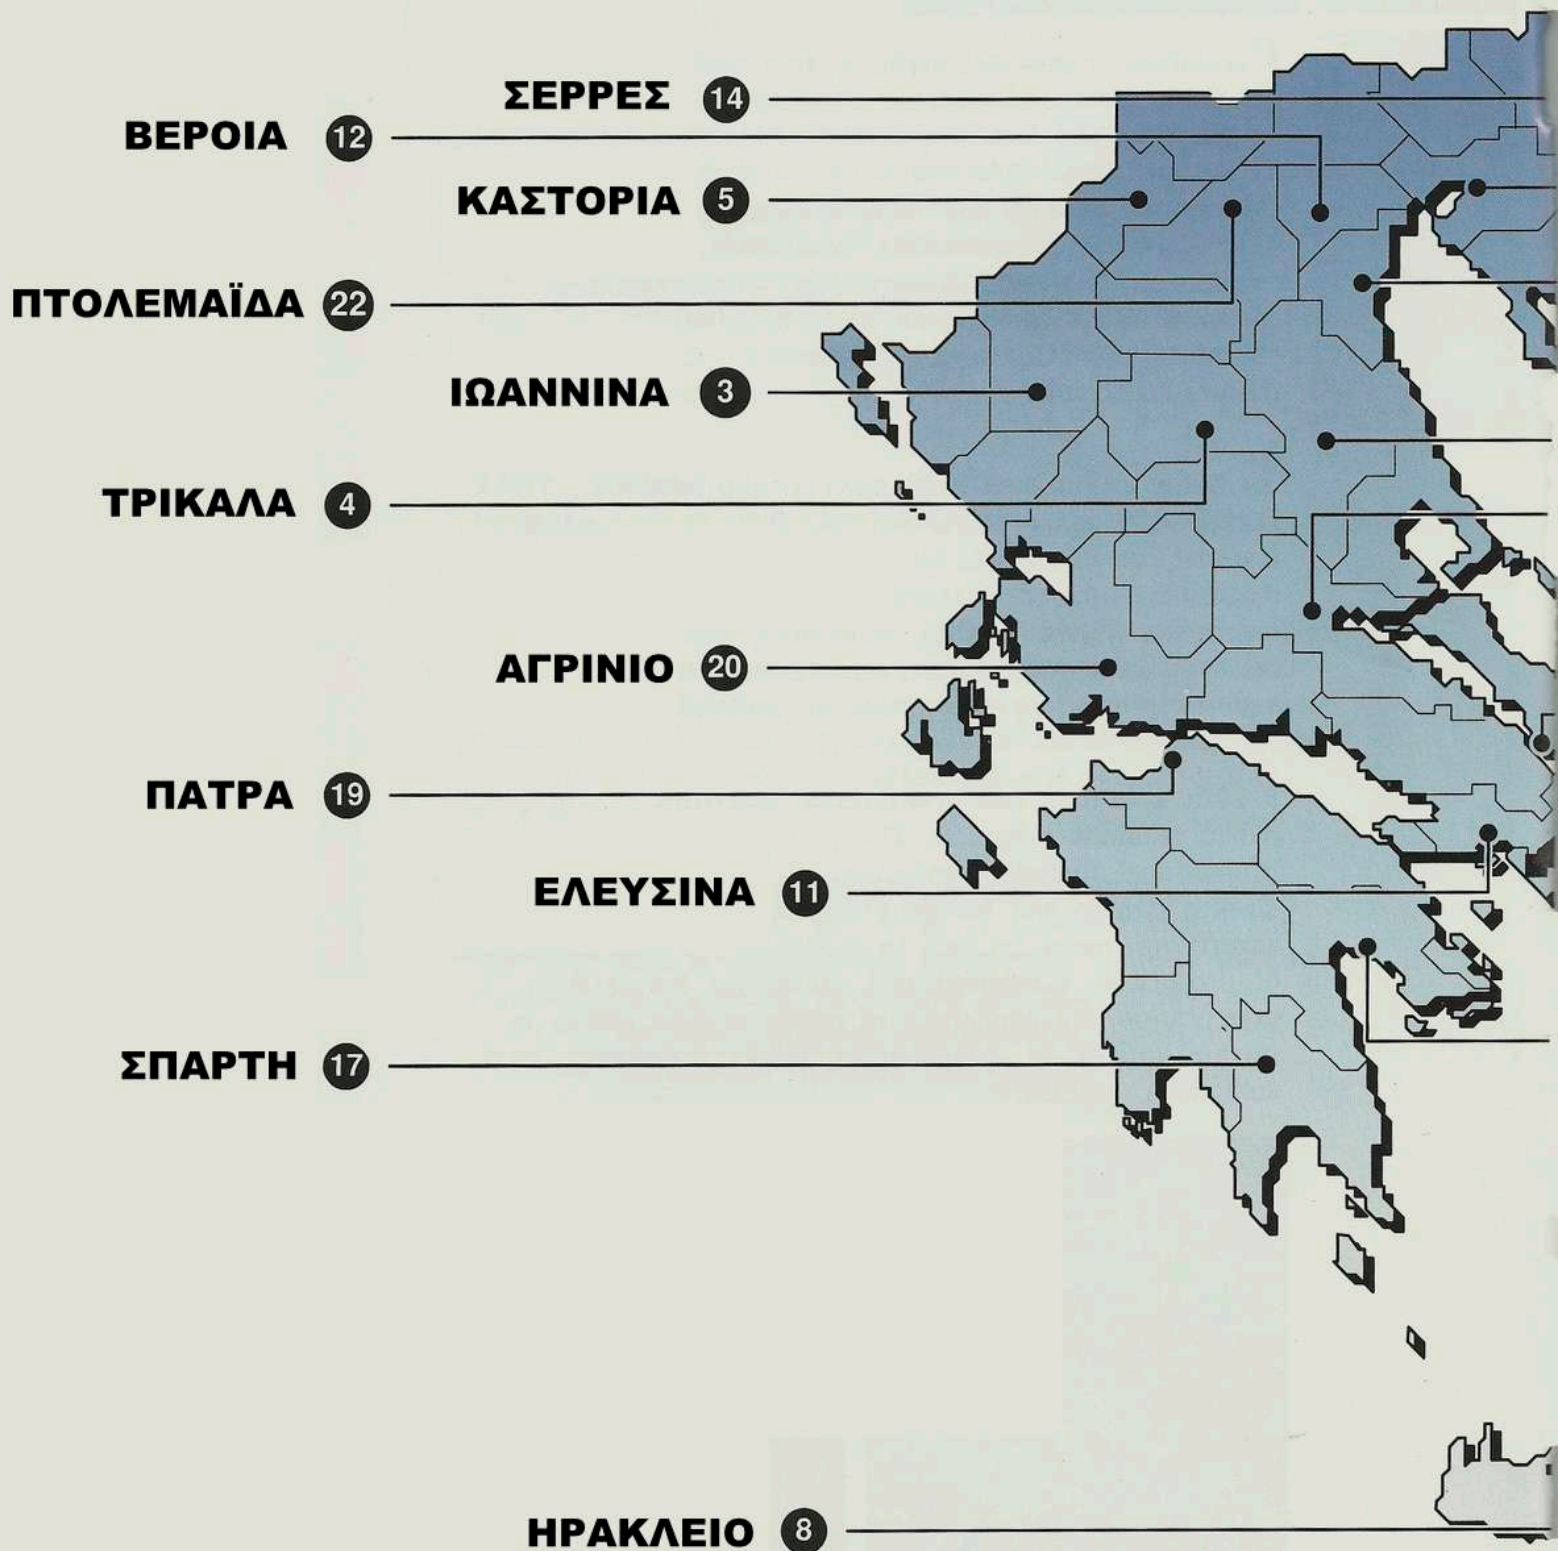 ΣΕΡΡΕΣ 14
ΒΕΡΟΙΑ 12
ΚΑΣΤΟΡΙΑ 5
ΠΤΟΛΕΜΑΪΔΑ 22
ΙΩΑΝΝΙΝΑ 3
ΤΡΙΚΑΛΑ 4
ΑΓΡΙΝΙΟ 20
ΠΑΤΡΑ 19
ΕΛΕΥΣΙΝΑ 11
ΣΠΑΡΤΗ 17
ΗΡΑΚΛΕΙΟ 8